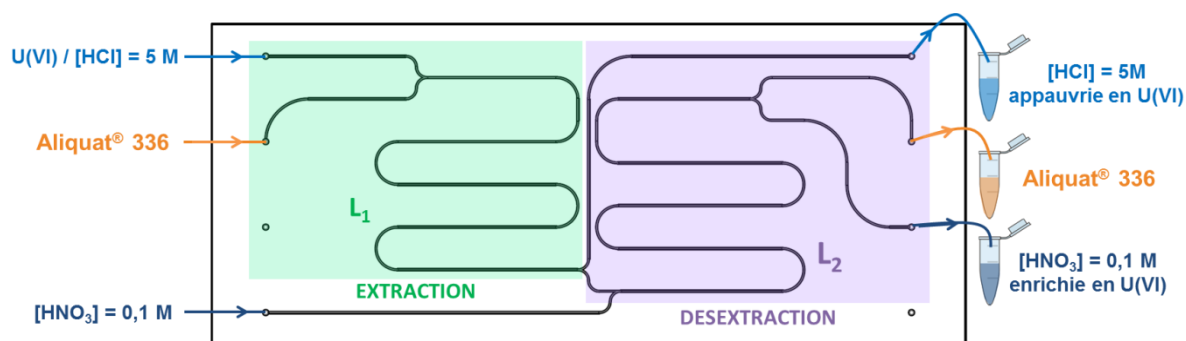 U(VI) / [HCl] = 5 M
Aliquat® 336
[HNO₃] = 0,1 M
L₁
EXTRACTION
L₂
DESEXTRACTION
[HCl] = 5M
appauvrie en U(VI)
Aliquat® 336
[HNO₃] = 0,1 M
enrichie en U(VI)